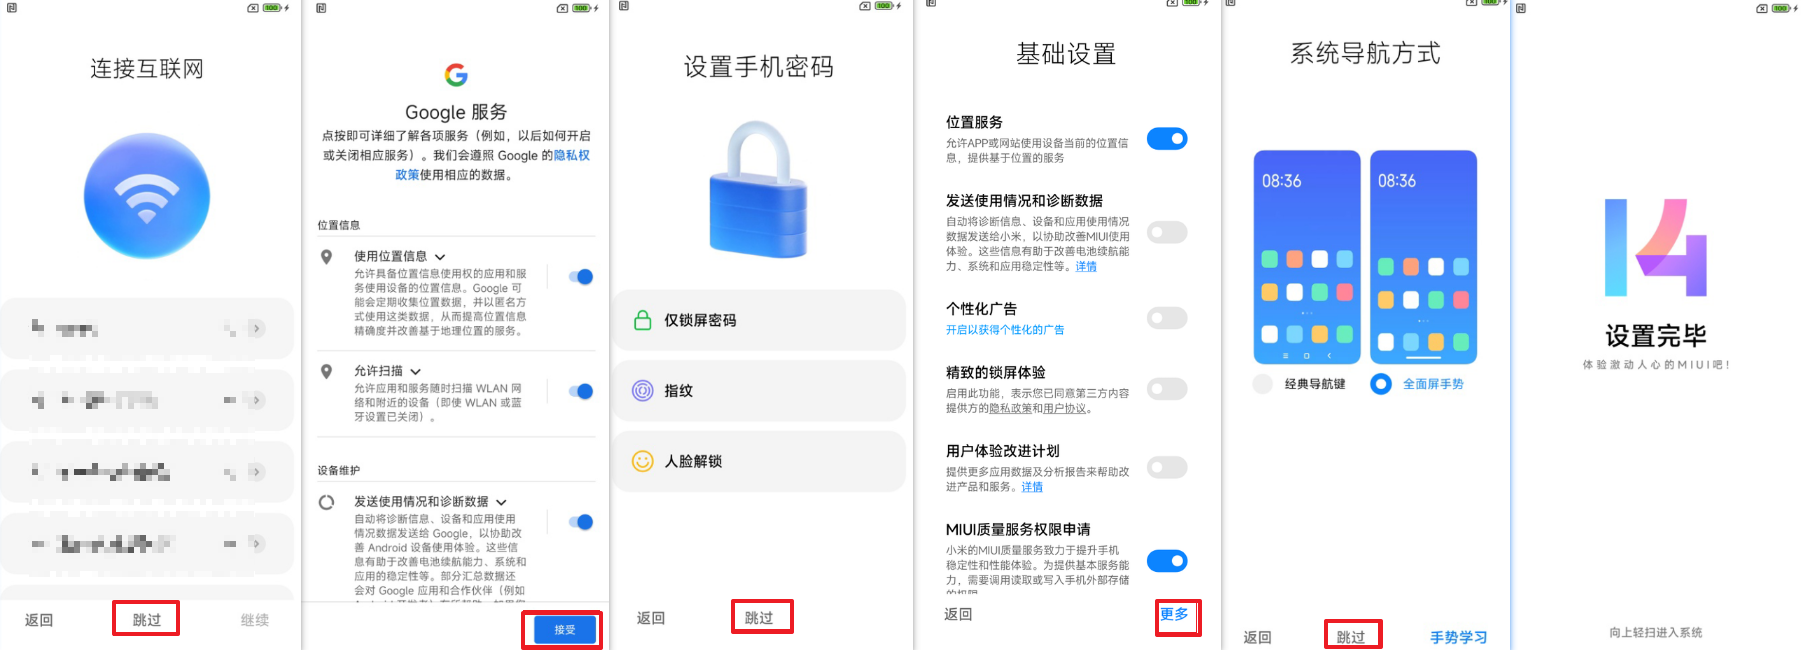 100
连接互联网
返回
跳过
继续
100
Google 服务
点按即可详细了解各项服务（例如，以后如何开启
或关闭相应服务）。我们会遵照 Google 的隐私权
政策使用相应的数据。
位置信息
使用位置信息
允许具备位置信息使用权的应用和服
务使用设备的位置信息。Google 可
能会定期收集位置数据，并以匿名方
式使用这类数据，从而提高位置信息
精确度并改善基于地理位置的服务。
允许扫描
允许应用和服务随时扫描 WLAN 网
络和附近的设备（即使 WLAN 或蓝
牙设置已关闭）。
设备维护
发送使用情况和诊断数据
自动将诊断信息、设备和应用使用
情况数据发送给 Google，以协助改
善 Android 设备使用体验。这些信
息有助于改善电池续航能力、系统和
应用的稳定性等。部分汇总数据还
会对 Google 应用和合作伙伴（例如
接受
100
设置手机密码
仅锁屏密码
指纹
人脸解锁
返回
跳过
100
基础设置
位置服务
允许APP或网站使用设备当前的位置信
息，提供基于位置的服务
发送使用情况和诊断数据
自动将诊断信息、设备和应用使用情况
数据发送给小米，以协助改善MIUI使用
体验。这些信息有助于改善电池续航能
力、系统和应用稳定性等。详情
个性化广告
开启以获得个性化的广告
精致的锁屏体验
启用此功能，表示您已同意第三方内容
提供方的隐私政策和用户协议。
用户体验改进计划
提供更多应用数据及分析报告来帮助改
进产品和服务。详情
MIUI质量服务权限申请
小米的MIUI质量服务致力于提升手机
稳定性和性能体验。为提供基本服务能
力，需要调用读取或写入手机外部存储
的权限
返回
更多
100
系统导航方式
08:36
08:36
经典导航键
全面屏手势
返回
跳过
手势学习
100
14
设置完毕
体验激动人心的MIUI吧！
向上轻扫进入系统